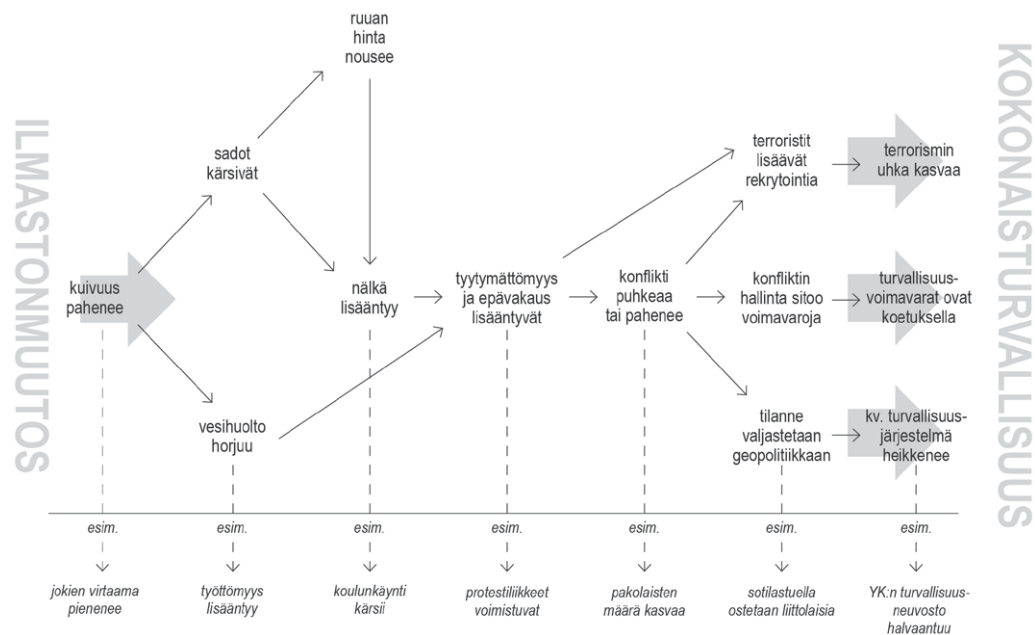 ILMASTONMUUTOS
KOKONAISTURVALLISUUS
ruuan
hinta
nousee
sadot
kärsivät
terroristit
lisäävät
rekrytointia
terrorismin
uhka kasvaa
kuivuus
pahenee
nälkä
lisääntyy
tyytymättömyys
ja epävakaus
lisääntyvät
konflikti
puhkeaa
tai pahenee
konfliktin
hallinta sitoo
voimavaroja
turvallisuus-
voimavarat ovat
koetuksella
vesihuolto
horjuu
tilanne
valjastetaan
geopolitiikkaan
kv. turvallisuus-
järjestelmä
heikkenee
esim.
esim.
esim.
esim.
esim.
esim.
esim.
jokien virtaama
pienenee
työttömyys
lisääntyy
koulunkäynti
kärsii
protestiliikkeet
voimistuvat
pakolaisten
määrä kasvaa
sotilastuella
ostetaan liittolaisia
YK:n turvallisuus-
neuvosto
halvaantuu